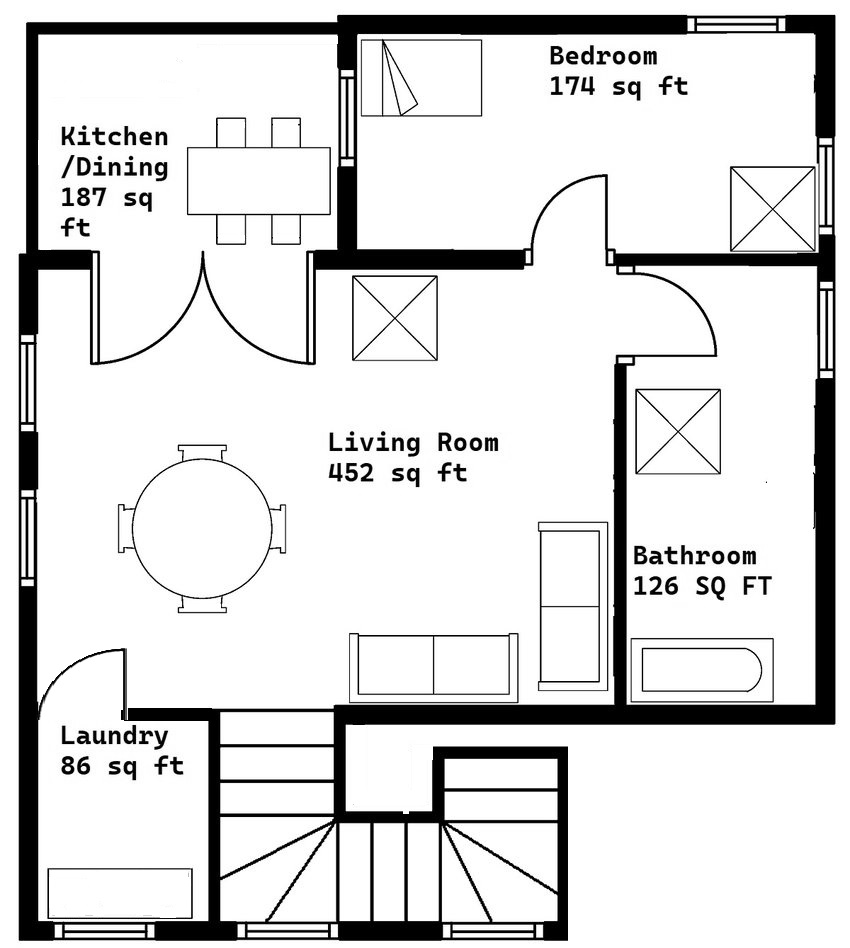 Bedroom
174 sq ft
Kitchen
/Dining
187 sq
ft
Living Room
452 sq ft
Bathroom
126 SQ FT
Laundry
86 sq ft